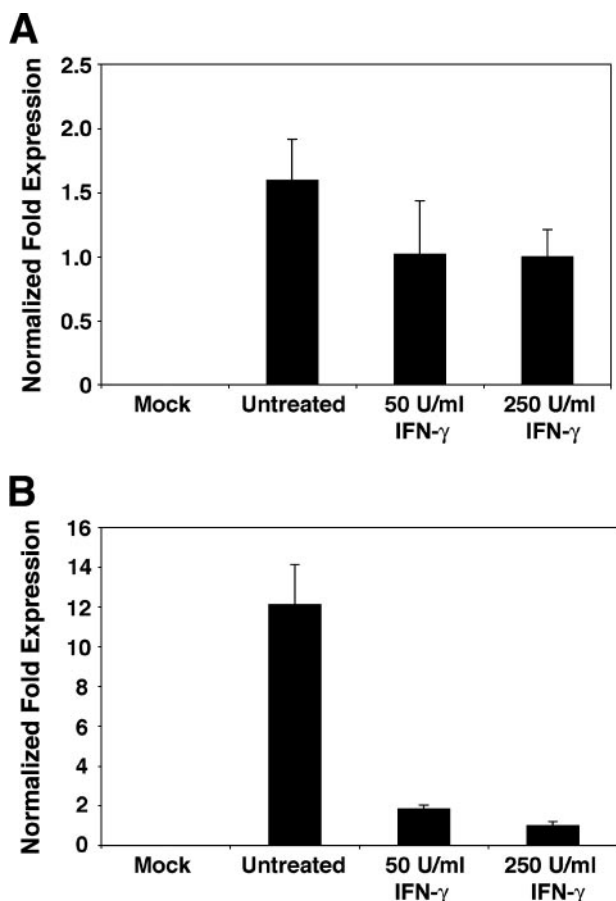 A
Normalized Fold Expression
2.5
2.0
1.5
1.0
0.5
0
Mock
Untreated
50 U/ml
IFN-γ
250 U/ml
IFN-γ
B
Normalized Fold Expression
16
14
12
10
8
6
4
2
0
Mock
Untreated
50 U/ml
IFN-γ
250 U/ml
IFN-γ